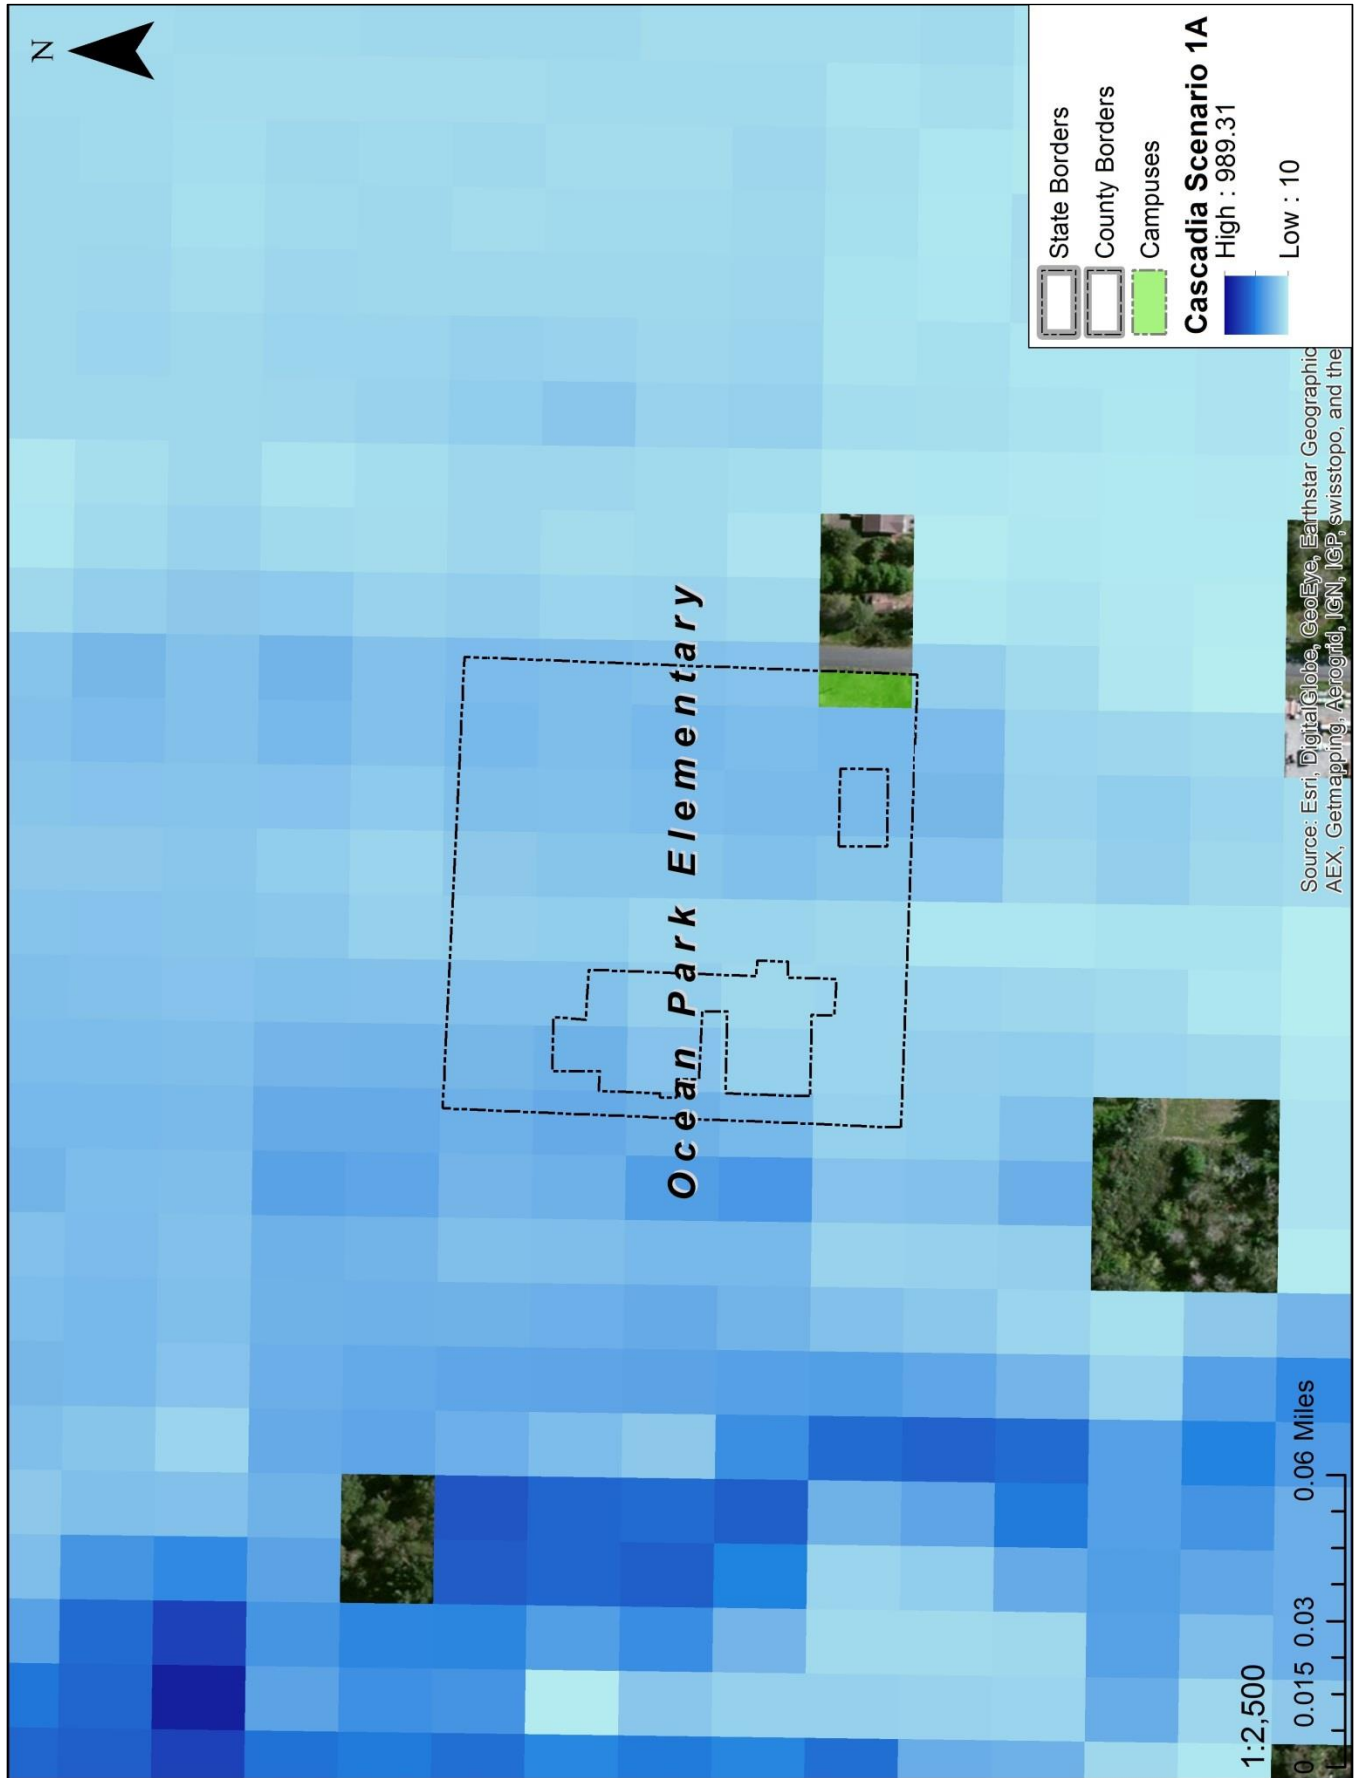 N
Ocean Park Elementary
State Borders
County Borders
Campuses
Cascadia Scenario 1A
High : 989.31
Low : 10
1:2,500
0 0.015 0.03 0.06 Miles
Source: Esri, DigitalGlobe, GeoEye, Earthstar Geographic
AEX, Getmapping, Aerogrid, IGN, IGP, swisstopo, and the